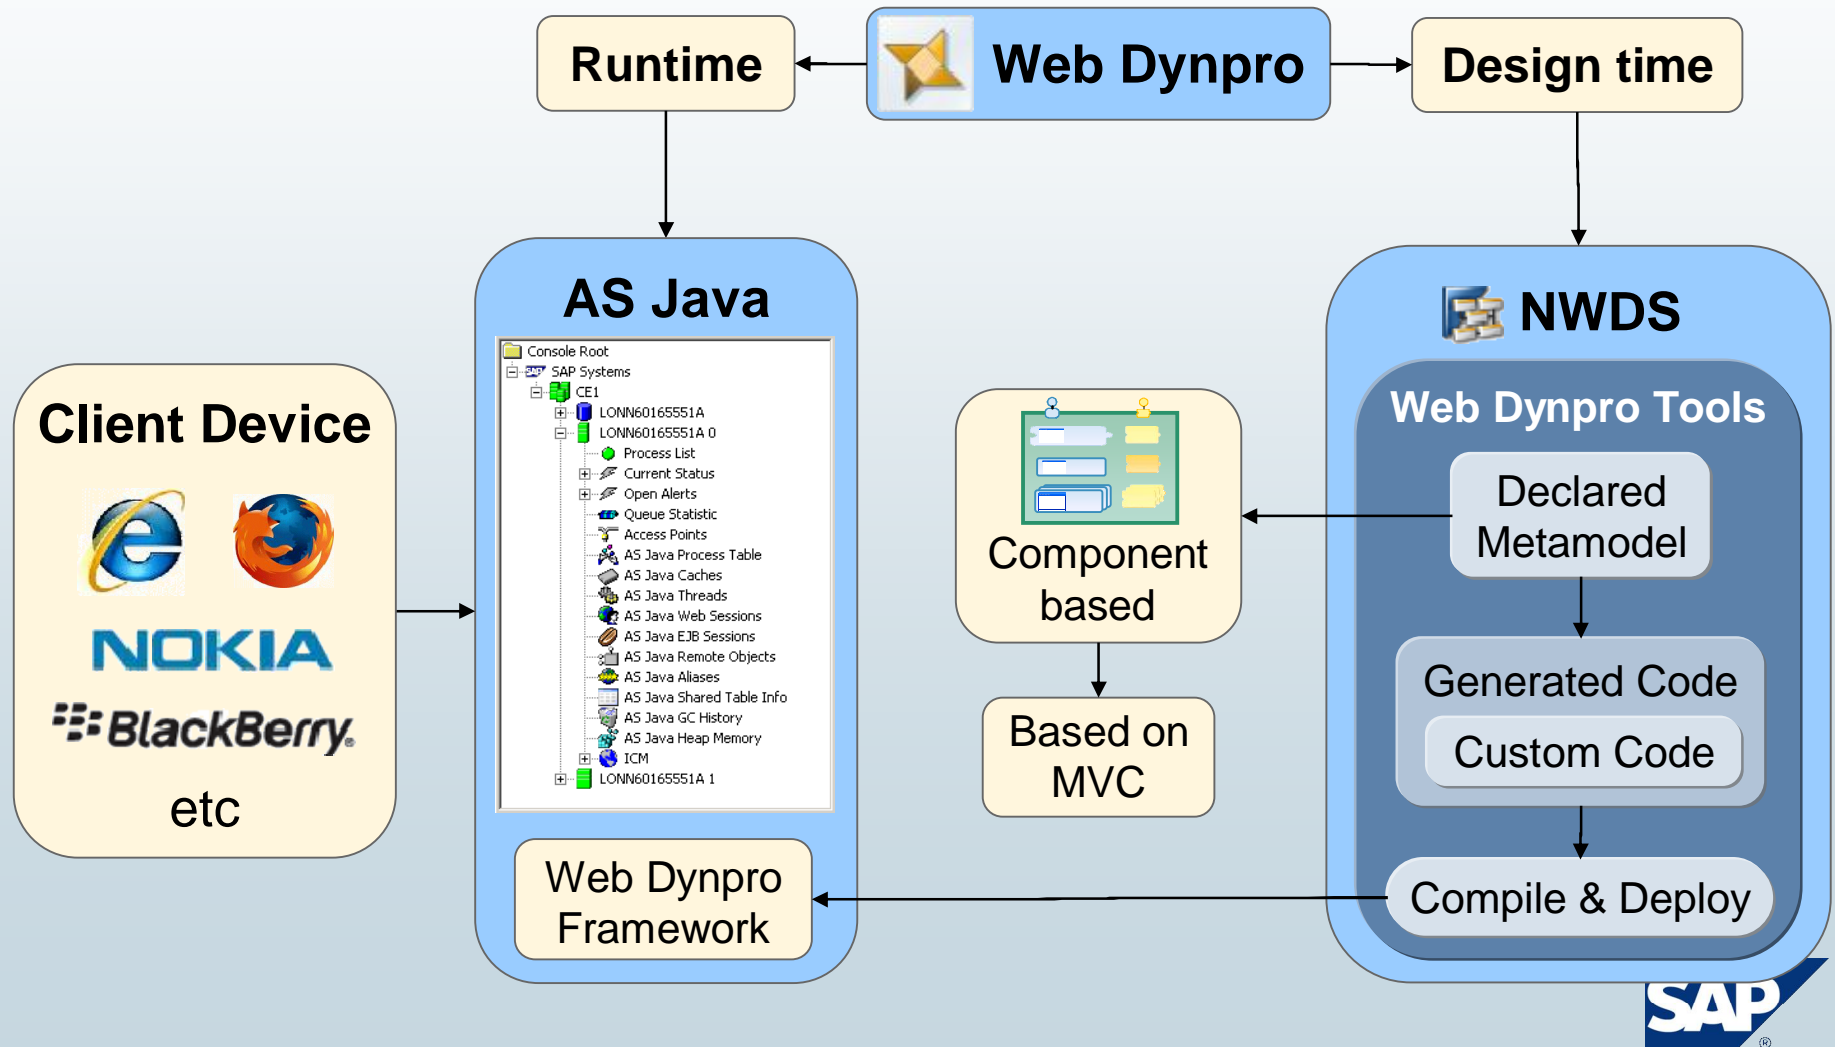 Runtime
Web Dynpro
Design time
AS Java
Console Root
SAP Systems
CE1
LONN60165551A
LONN60165551A 0
Process List
Current Status
Open Alerts
Queue Statistic
Access Points
AS Java Process Table
AS Java Caches
AS Java Threads
AS Java Web Sessions
AS Java EJB Sessions
AS Java Remote Objects
AS Java Aliases
AS Java Shared Table Info
AS Java GC History
AS Java Heap Memory
ICM
LONN60165551A 1
Web Dynpro
Framework
Client Device
NOKIA
BlackBerry.
etc
Component
based
Based on
MVC
NWDS
Web Dynpro Tools
Declared
Metamodel
Generated Code
Custom Code
Compile & Deploy
SAP
®